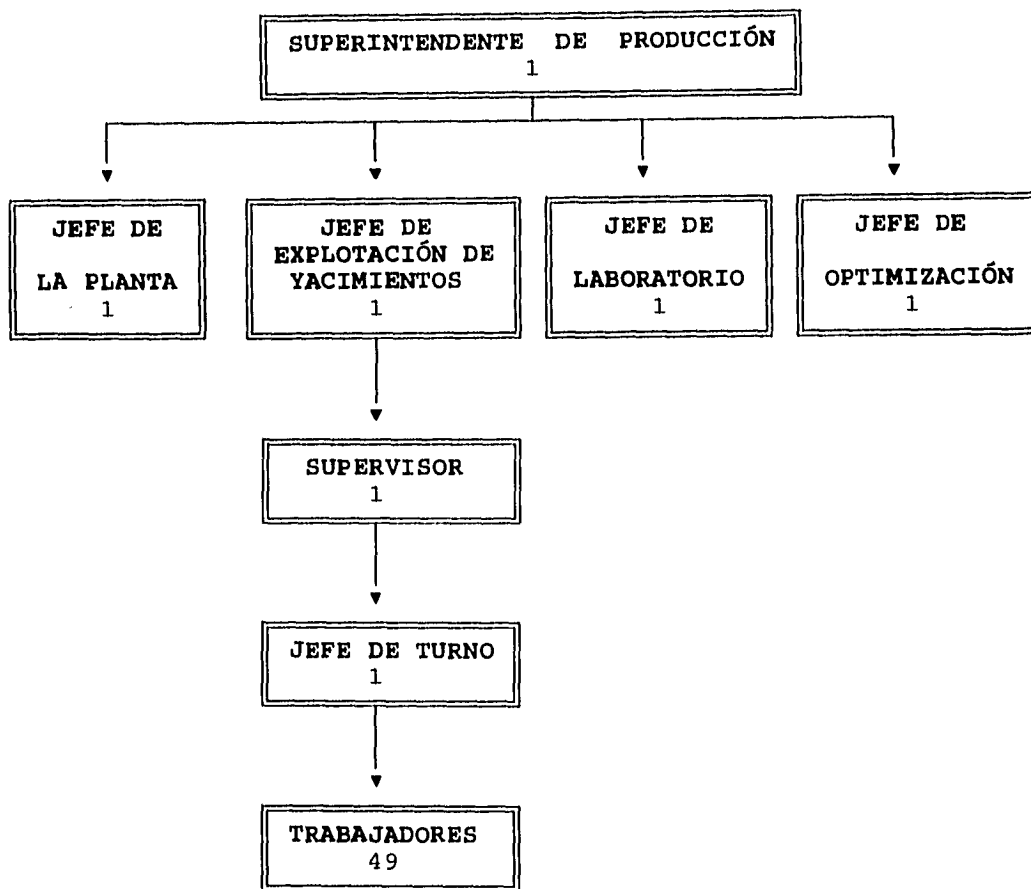 SUPERINTENDENTE DE PRODUCCIÓN
1
JEFE DE
LA PLANTA
1
JEFE DE
EXPLOTACIÓN DE
YACIMIENTOS
1
JEFE DE
LABORATORIO
1
JEFE DE
OPTIMIZACIÓN
1
SUPERVISOR
1
JEFE DE TURNO
1
TRABAJADORES
49